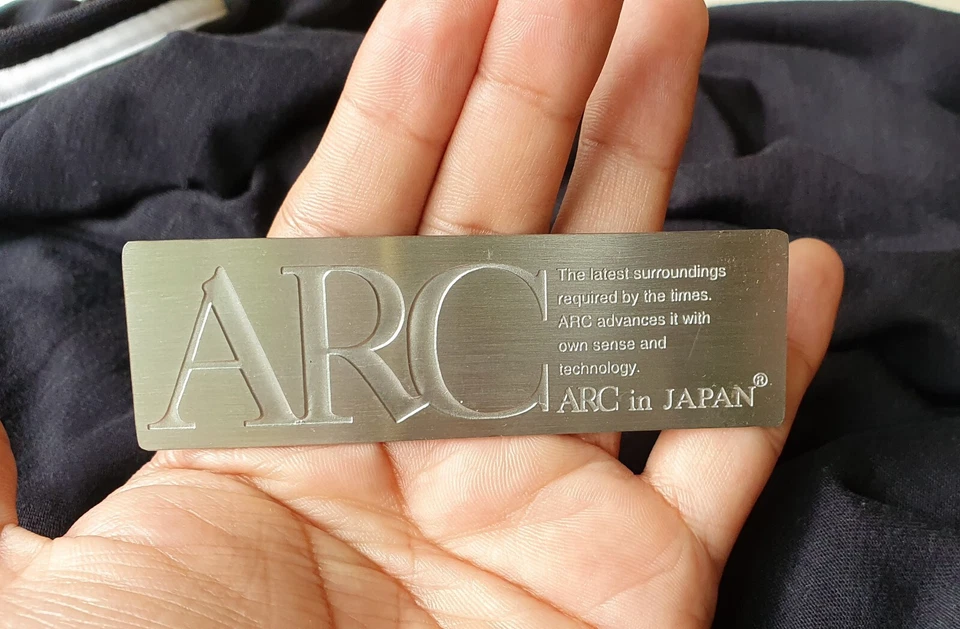 ARC
The latest surroundings
required by the times.
ARC advances it with
own sense and
technology.
ARC in JAPAN®